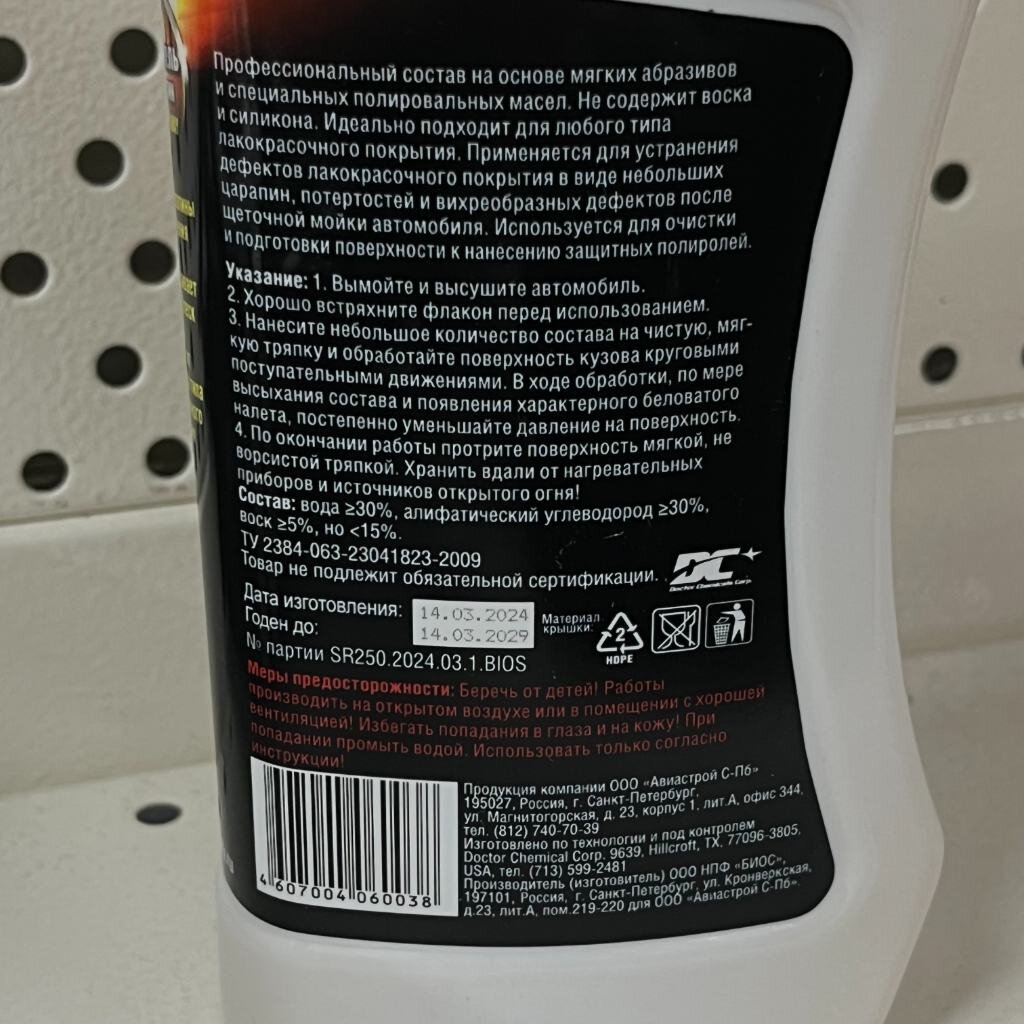 Профессиональный состав на основе мягких абразивов
и специальных полировальных масел. Не содержит воска
и силикона. Идеально подходит для любого типа
лакокрасочного покрытия. Применяется для устранения
дефектов лакокрасочного покрытия в виде небольших
царапин, потертостей и вихреобразных дефектов после
щеточной мойки автомобиля. Используется для очистки
и подготовки поверхности к нанесению защитных полиролей.
Указание: 1. Вымойте и высушите автомобиль.
2. Хорошо встряхните флакон перед использованием.
3. Нанесите небольшое количество состава на чистую, мяг-
кую тряпку и обработайте поверхность кузова круговыми
поступательными движениями. В ходе обработки, по мере
высыхания состава и появления характерного беловатого
налета, постепенно уменьшайте давление на поверхность.
4. По окончании работы протрите поверхность мягкой, не
ворсистой тряпкой. Хранить вдали от нагревательных
приборов и источников открытого огня!
Состав: вода ≥30%, алифатический углеводород ≥30%,
воск ≥5%, но <15%.
ТУ 2384-063-23041823-2009
Товар не подлежит обязательной сертификации.
DC
Doctor Chemicals Corp.
Дата изготовления: 14.03.2024
Годен до: 14.03.2029
Материал
крышки:
2
HDPE
№ партии SR250.2024.03.1.BIOS
Меры предосторожности: Беречь от детей! Работы
производить на открытом воздухе или в помещении с хорошей
вентиляцией! Избегать попадания в глаза и на кожу! При
попадании промыть водой. Использовать только согласно
инструкции!
4 607004 060038
Продукция компании ООО «Авиастрой С-Пб»
195027, Россия, г. Санкт-Петербург,
ул. Магнитогорская, д. 23, корпус 1, лит.А, офис 344,
тел. (812) 740-70-39
Изготовлено по технологии и под контролем
Doctor Chemical Corp. 9639, Hillcroft, TX. 77096-3805,
USA, тел. (713) 599-2481
Производитель (изготовитель) ООО НПФ «БИОС»,
197101, Россия, г. Санкт-Петербург, ул. Кронверкская,
д.23, лит.А, пом.219-220 для ООО «Авиастрой С-Пб».